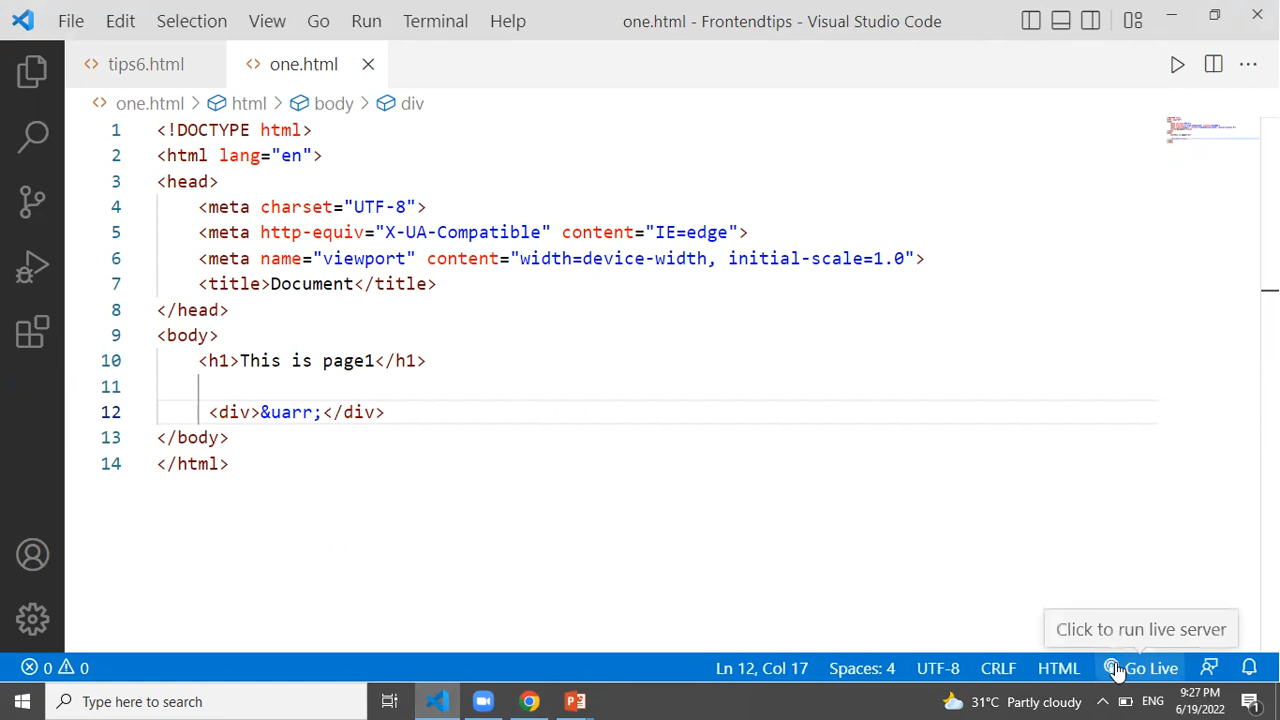 File Edit Selection View Go Run Terminal Help one.html - Frontendtips - Visual Studio Code
tips6.html one.html
one.html > html > body > div
1 <!DOCTYPE html>
2 <html lang="en">
3 <head>
4 <meta charset="UTF-8">
5 <meta http-equiv="X-UA-Compatible" content="IE=edge">
6 <meta name="viewport" content="width=device-width, initial-scale=1.0">
7 <title>Document</title>
8 </head>
9 <body>
10 <h1>This is page1</h1>
11
12 <div>&uarr;</div>
13 </body>
14 </html>
Click to run live server
0 0 Ln 12, Col 17 Spaces: 4 UTF-8 CRLF HTML Go Live
Type here to search 31°C Partly cloudy ENG 9:27 PM
6/19/2022 1